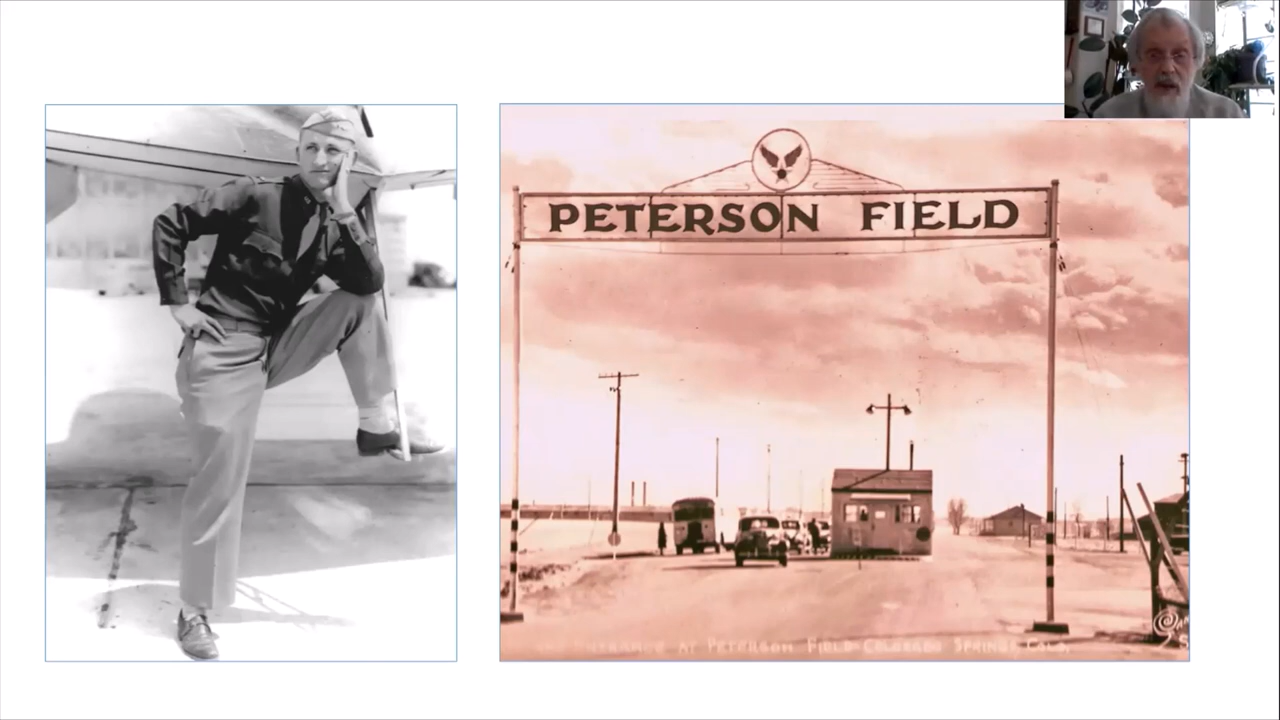 PETERSON FIELD
ENTRANCE AT PETERSON FIELD COLORADO SPRINGS, COLO.